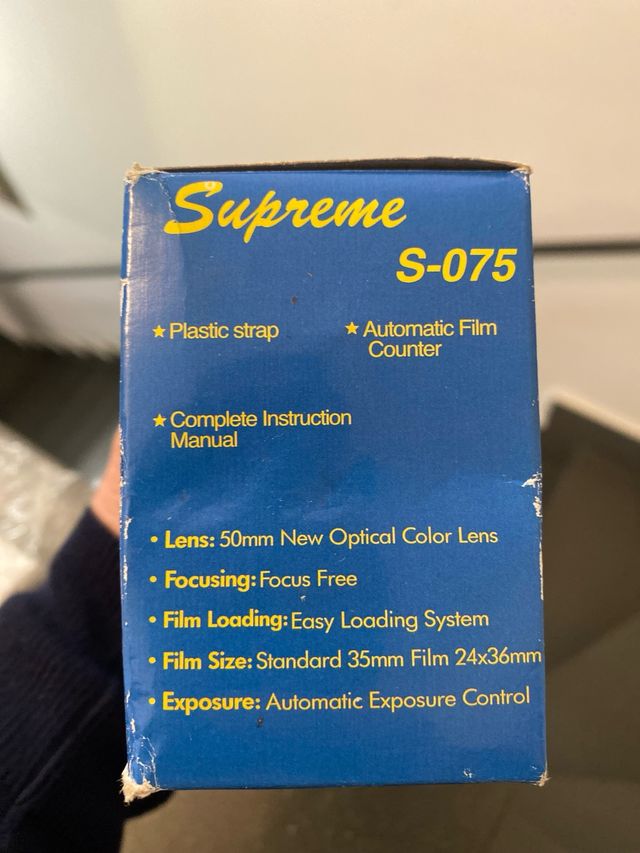 Supreme
S-075
★ Plastic strap
★ Automatic Film
Counter
★ Complete Instruction
Manual
• Lens: 50mm New Optical Color Lens
• Focusing: Focus Free
• Film Loading: Easy Loading System
• Film Size: Standard 35mm Film 24x36mm
• Exposure: Automatic Exposure Control